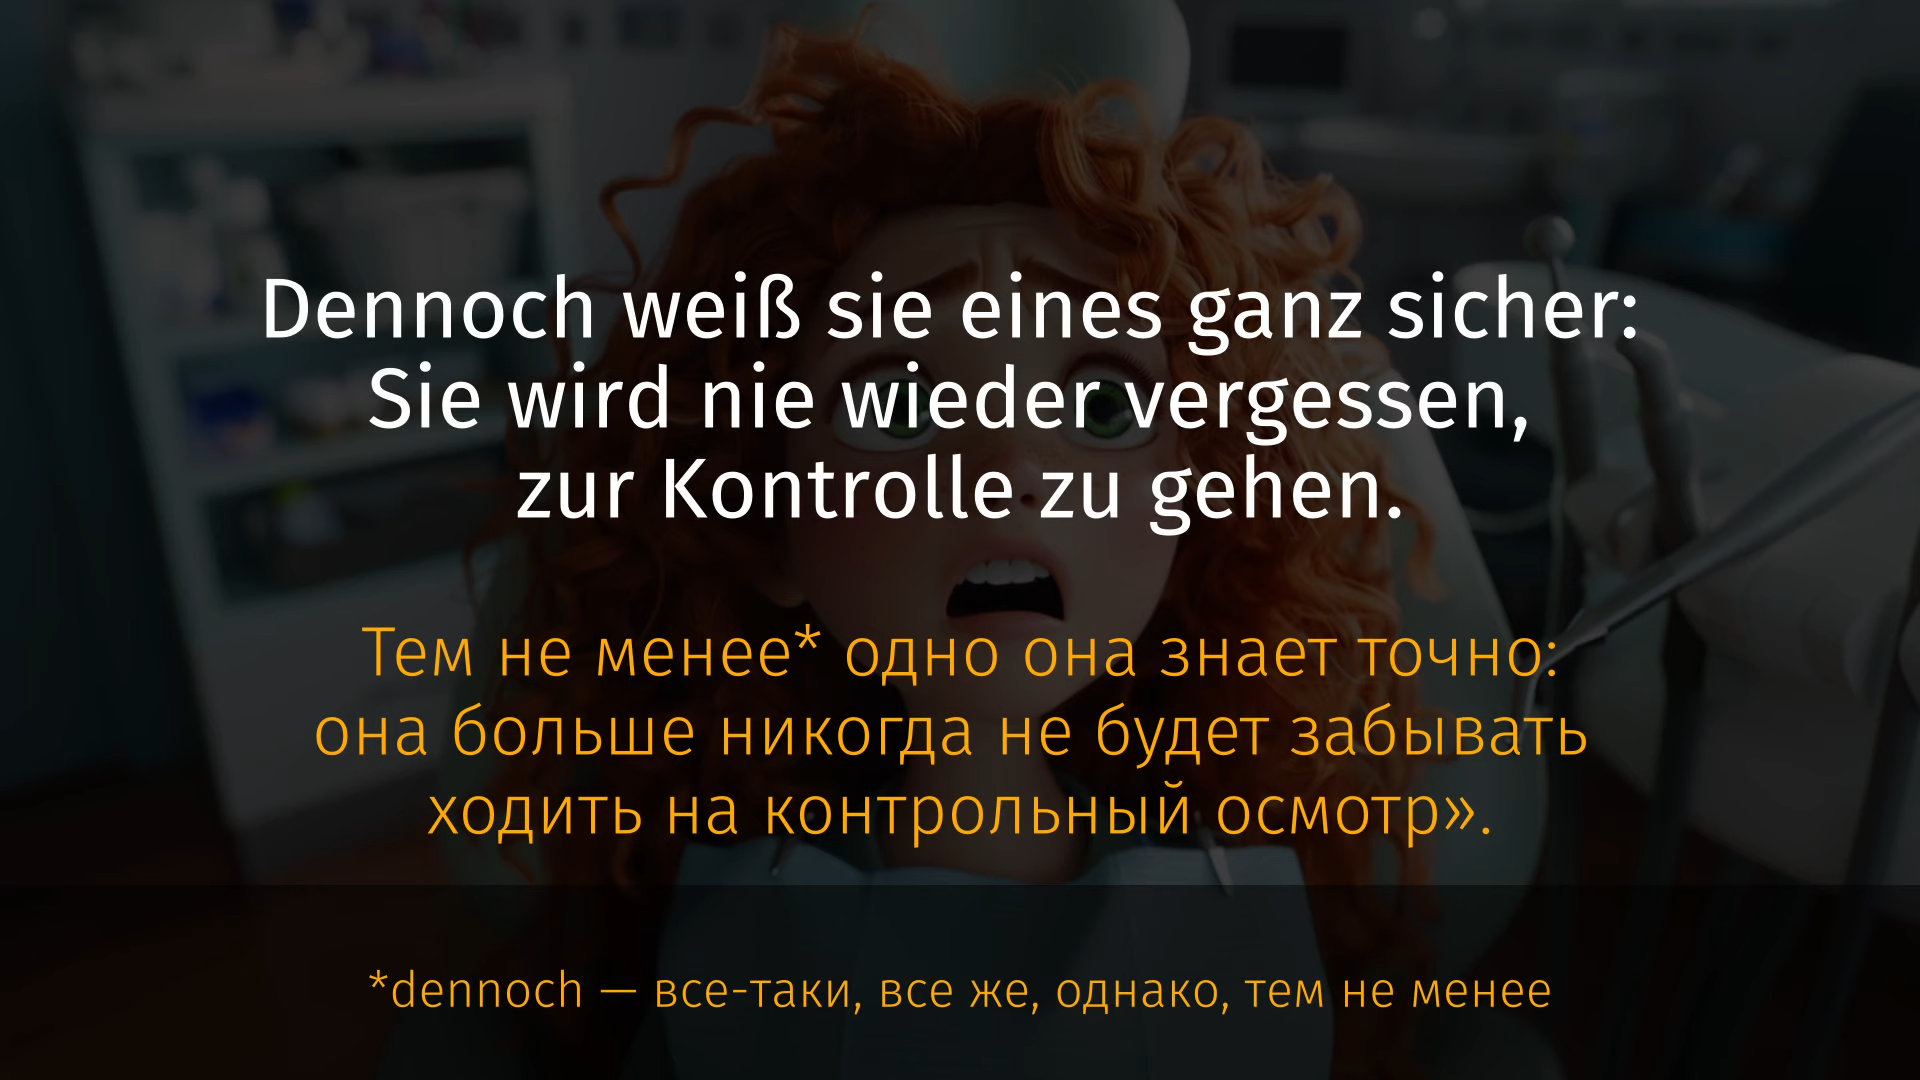 Dennoch weiß sie eines ganz sicher:
Sie wird nie wieder vergessen,
zur Kontrolle zu gehen.
Тем не менее* одно она знает точно:
она больше никогда не будет забывать
ходить на контрольный осмотр».
*dennoch — все-таки, все же, однако, тем не менее